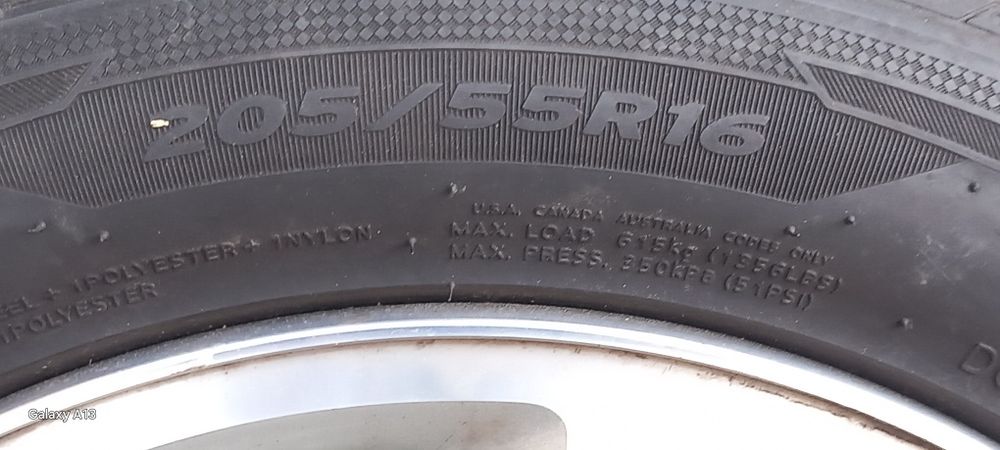 205/55R16
U.S.A. CANADA AUSTRALIA CODES ONLY
MAX. LOAD 615kg (1356LBS)
MAX. PRESS. 350KPa (51PSI)
EEL + 1POLYESTER + 1NYLON
1POLYESTER
Galaxy A13